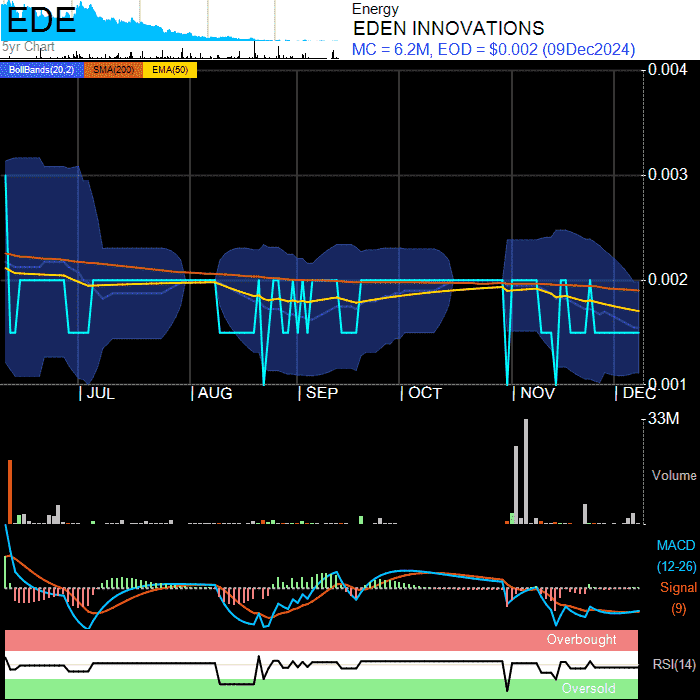 EDE
5yr Chart
Energy
EDEN INNOVATIONS
MC = 6.2M, EOD = $0.002 (09Dec2024)
BollBands(20,2) SMA(200) EMA(50)
0.004
0.003
0.002
0.001
JUL AUG SEP OCT NOV DEC
33M
Volume
MACD
(12-26)
Signal
(9)
Overbought
RSI(14)
Oversold